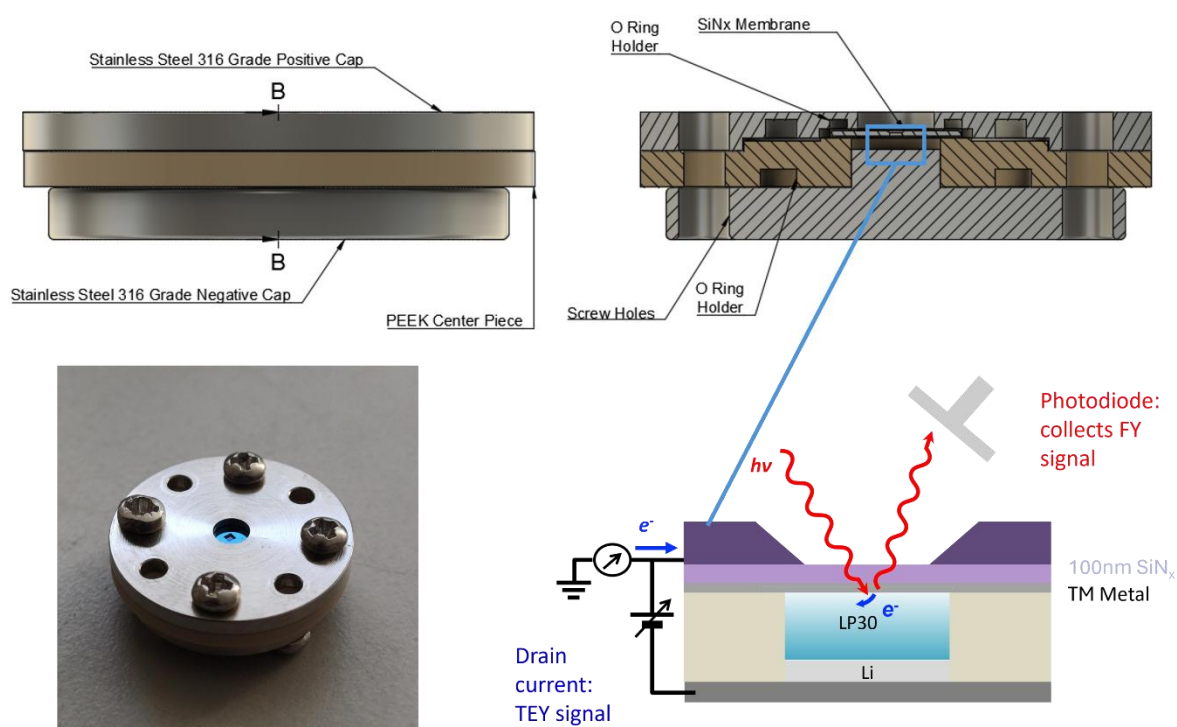 Stainless Steel 316 Grade Positive Cap
B
B
Stainless Steel 316 Grade Negative Cap
PEEK Center Piece
O Ring
Holder
SiNx Membrane
Screw Holes
O Ring
Holder
Photodiode:
collects FY
signal
hν
e-
100nm SiNx
TM Metal
e-
LP30
Li
Drain
current:
TEY signal